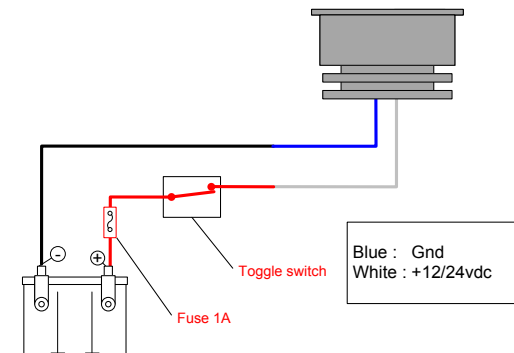 -
+
Toggle switch
Fuse 1A
Blue : Gnd
White : +12/24vdc